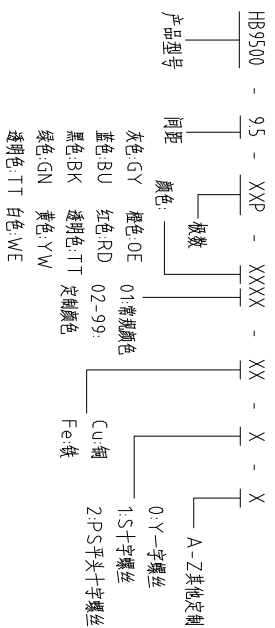 HB9500 - 9.5 - XXP - XXXX - XX - X - X
产品型号
间距
极数
颜色:
灰色:GY 橙色:OE
蓝色:BU 红色:RD
黑色:BK 透明色:TT
绿色:GN 黄色:YW
透明色:TT 白色:WE
01:常规颜色
02-99:
定制颜色
Cu:铜
Fe:铁
0:Y一字螺丝
1:S十字螺丝
2:PS平头十字螺丝
A-Z其他定制